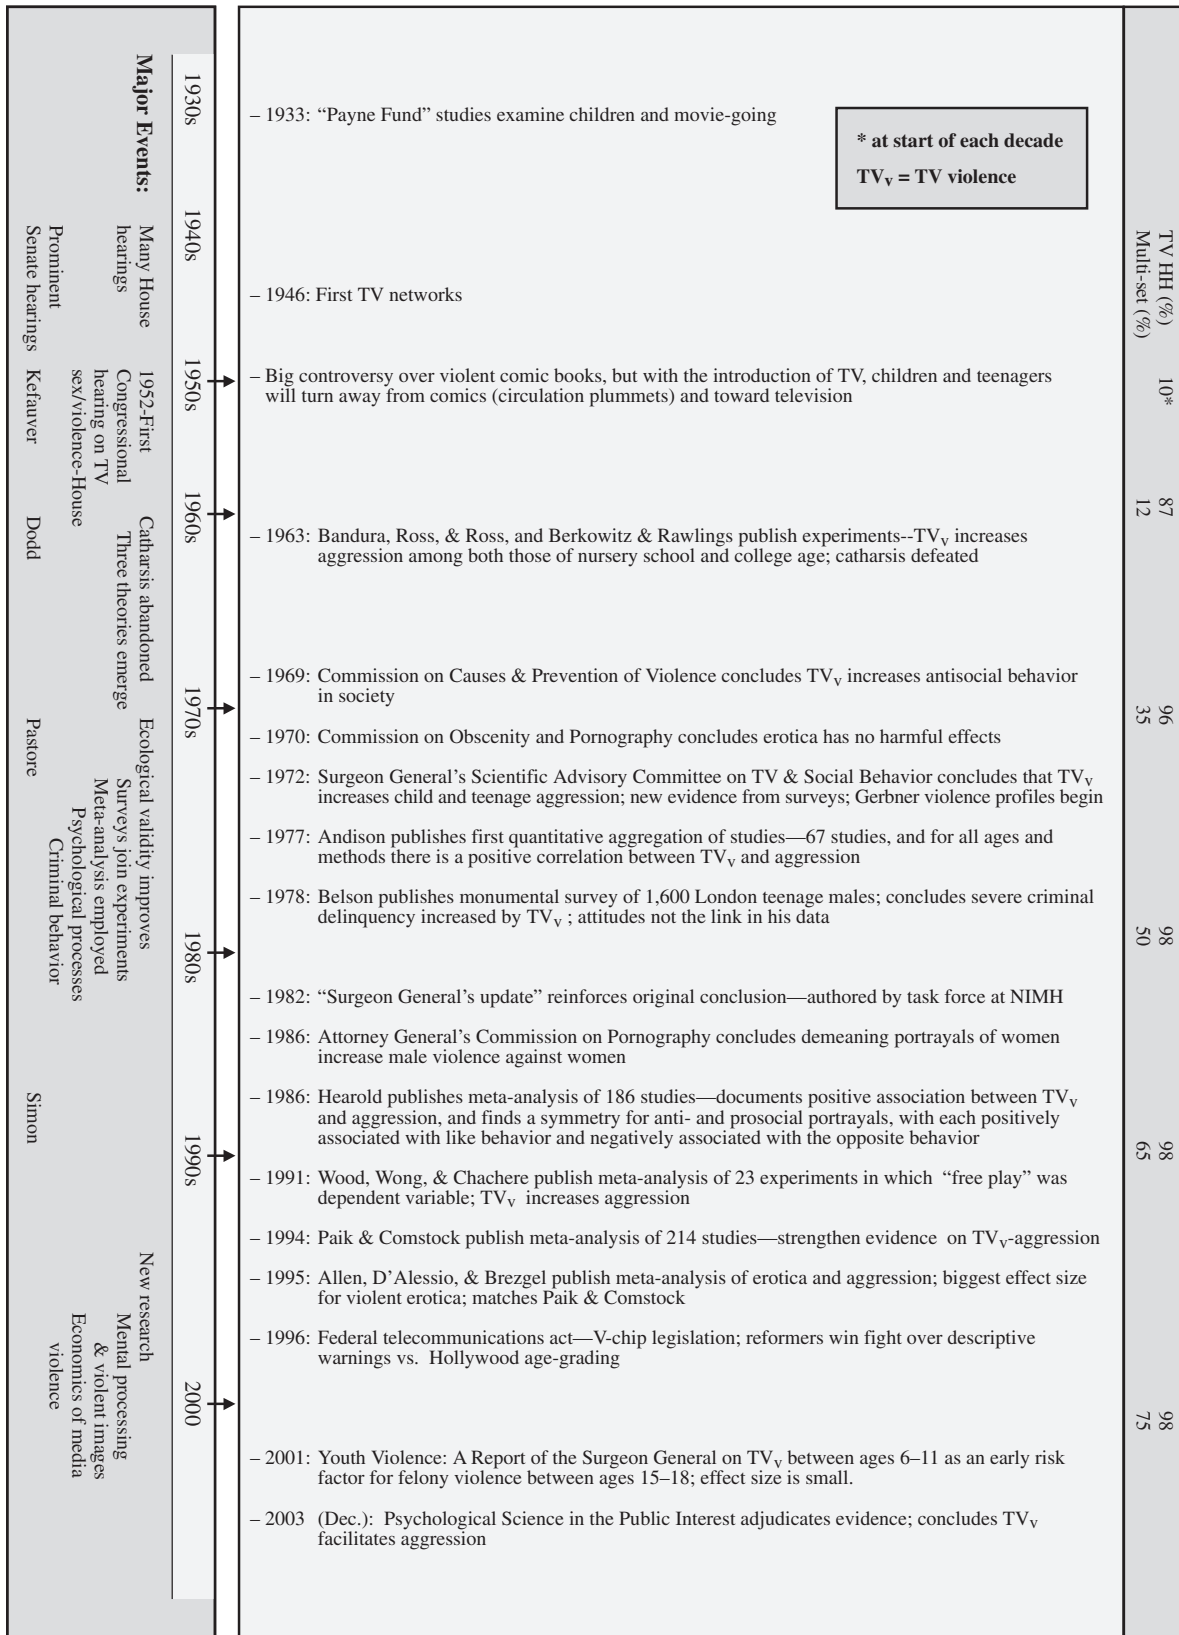 Major Events:
Many House
hearings
Prominent
Senate hearings
1952-First
Congressional
hearing on TV
sex/violence-House
Kefauver
Catharsis abandoned
Three theories emerge
Dodd
Ecological validity improves
Surveys join experiments
Meta-analysis employed
Psychological processes
Criminal behavior
Pastore
Simon
New research
Mental processing
& violent images
Economics of media
violence
1930s
1940s
1950s
1960s
1970s
1980s
1990s
2000
– 1933: “Payne Fund” studies examine children and movie-going
* at start of each decade
TVv = TV violence
– 1946: First TV networks
– Big controversy over violent comic books, but with the introduction of TV, children and teenagers
will turn away from comics (circulation plummets) and toward television
– 1963: Bandura, Ross, & Ross, and Berkowitz & Rawlings publish experiments--TVv increases
aggression among both those of nursery school and college age; catharsis defeated
– 1969: Commission on Causes & Prevention of Violence concludes TVv increases antisocial behavior
in society
– 1970: Commission on Obscenity and Pornography concludes erotica has no harmful effects
– 1972: Surgeon General’s Scientific Advisory Committee on TV & Social Behavior concludes that TVv
increases child and teenage aggression; new evidence from surveys; Gerbner violence profiles begin
– 1977: Andison publishes first quantitative aggregation of studies—67 studies, and for all ages and
methods there is a positive correlation between TVv and aggression
– 1978: Belson publishes monumental survey of 1,600 London teenage males; concludes severe criminal
delinquency increased by TVv ; attitudes not the link in his data
– 1982: “Surgeon General’s update” reinforces original conclusion—authored by task force at NIMH
– 1986: Attorney General’s Commission on Pornography concludes demeaning portrayals of women
increase male violence against women
– 1986: Hearold publishes meta-analysis of 186 studies—documents positive association between TVv
and aggression, and finds a symmetry for anti- and prosocial portrayals, with each positively
associated with like behavior and negatively associated with the opposite behavior
– 1991: Wood, Wong, & Chachere publish meta-analysis of 23 experiments in which “free play” was
dependent variable; TVv increases aggression
– 1994: Paik & Comstock publish meta-analysis of 214 studies—strengthen evidence on TVv-aggression
– 1995: Allen, D’Alessio, & Brezgel publish meta-analysis of erotica and aggression; biggest effect size
for violent erotica; matches Paik & Comstock
– 1996: Federal telecommunications act—V-chip legislation; reformers win fight over descriptive
warnings vs. Hollywood age-grading
– 2001: Youth Violence: A Report of the Surgeon General on TVv between ages 6–11 as an early risk
factor for felony violence between ages 15–18; effect size is small.
– 2003 (Dec.): Psychological Science in the Public Interest adjudicates evidence; concludes TVv
facilitates aggression
TV HH (%)
Multi-set (%)
10*
87
12
96
35
98
50
98
65
98
75